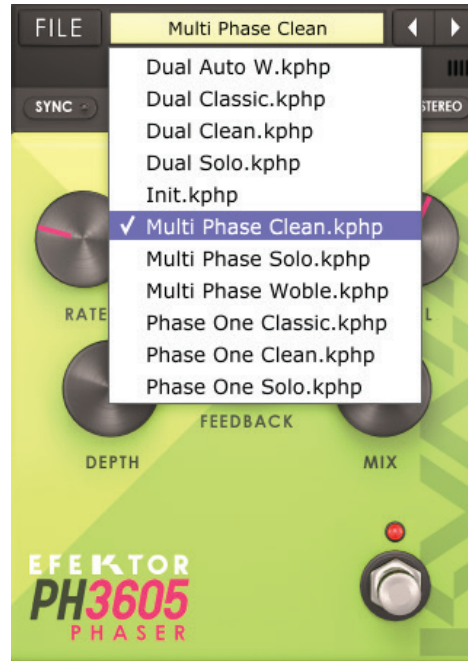 FILE Multi Phase Clean
Dual Auto W.kphp
SYNC STEREO
Dual Classic.kphp
Dual Clean.kphp
Dual Solo.kphp
Init.kphp
✓ Multi Phase Clean.kphp
Multi Phase Solo.kphp
Multi Phase Woble.kphp
RATE L
Phase One Classic.kphp
Phase One Clean.kphp
Phase One Solo.kphp
FEEDBACK
DEPTH MIX
EFEKTOR
PH3605
PHASER